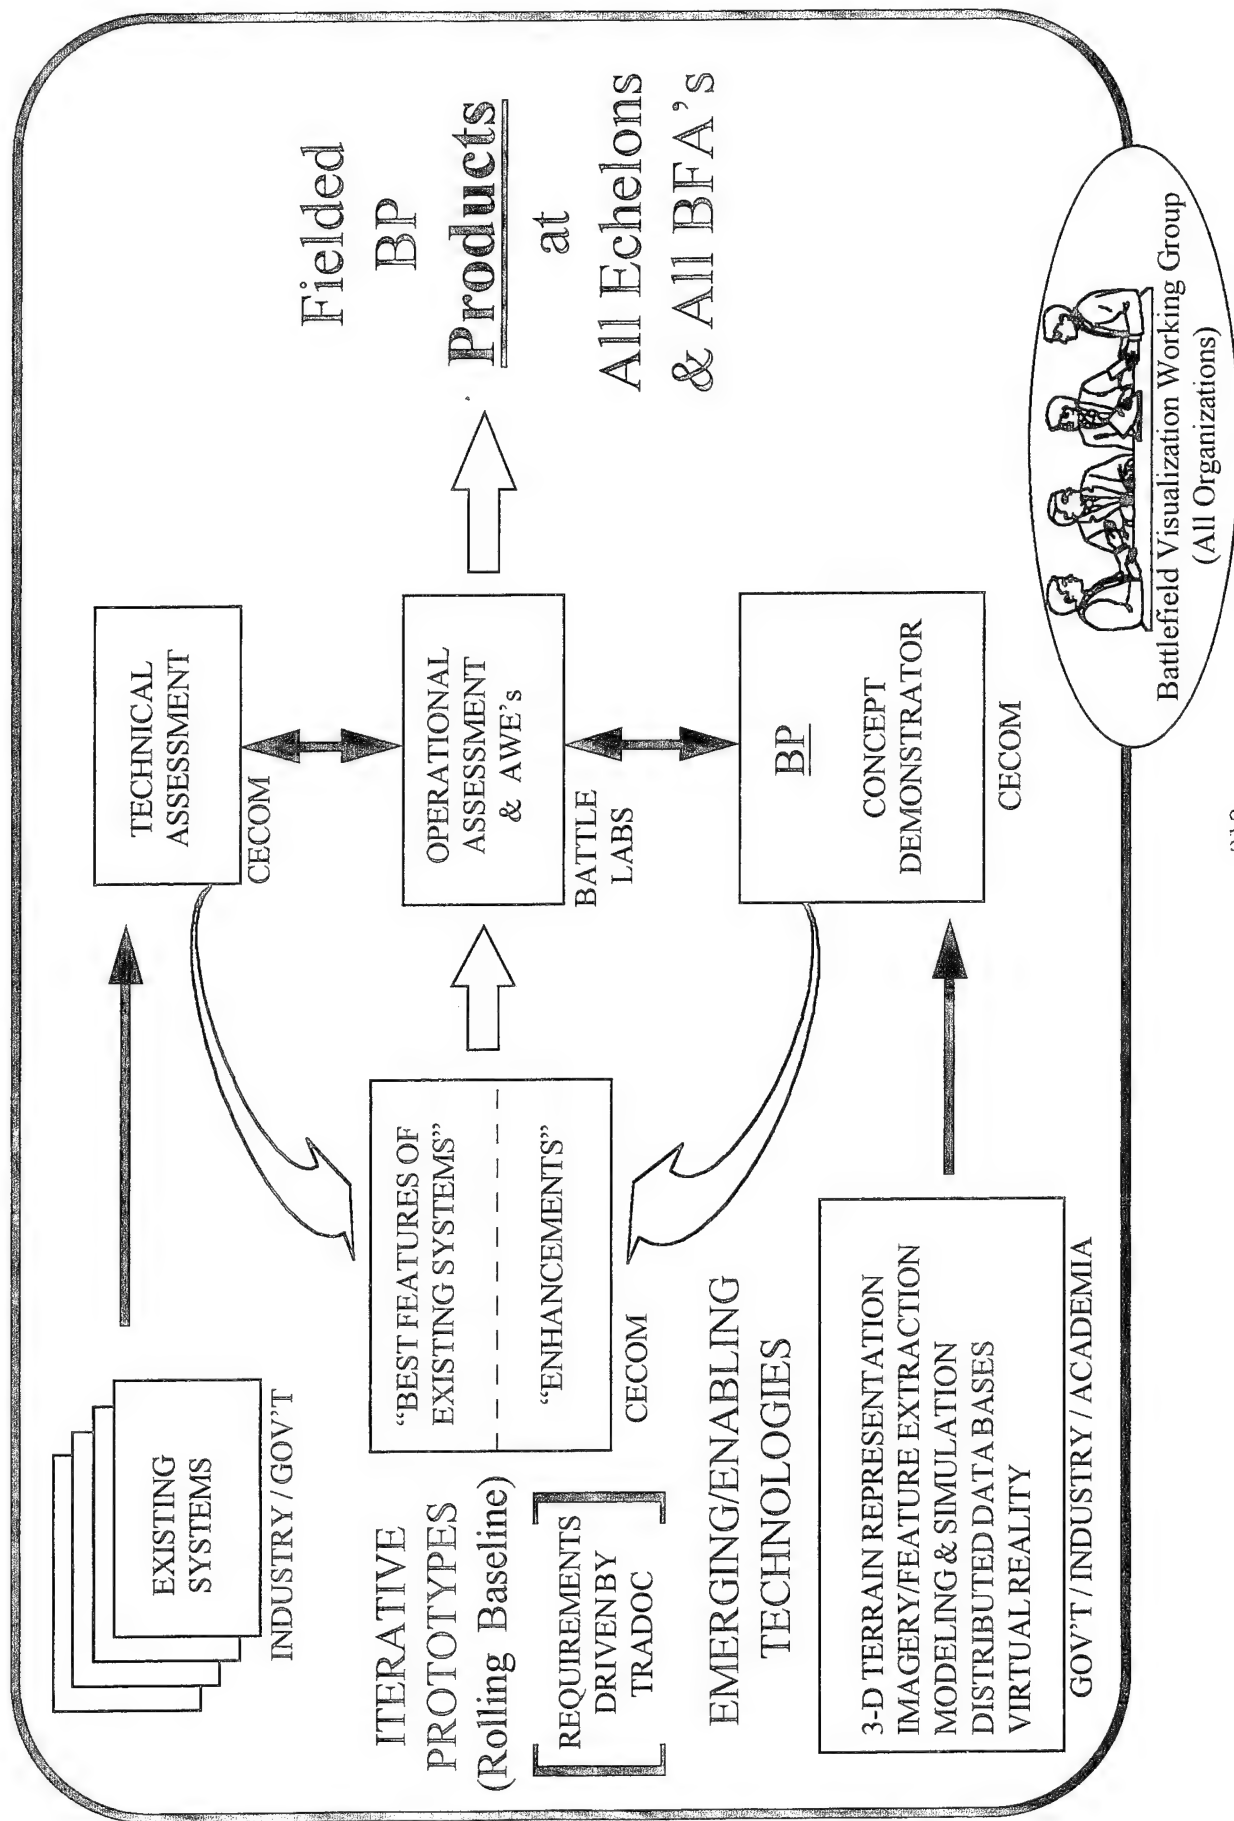 EXISTING
SYSTEMS
INDUSTRY / GOV'T
TECHNICAL
ASSESSMENT
CECOM
ITERATIVE
PROTOTYPES
(Rolling Baseline)
REQUIREMENTS
DRIVEN BY
TRADOC
“BEST FEATURES OF
EXISTING SYSTEMS”
“ENHANCEMENTS”
CECOM
OPERATIONAL
ASSESSMENT
& AWE's
BATTLE
LABS
Fielded
BP
Products
at
All Echelons
& All BFA's
EMERGING/ENABLING
TECHNOLOGIES
3-D TERRAIN REPRESENTATION
IMAGERY/FEATURE EXTRACTION
MODELING & SIMULATION
DISTRIBUTED DATABASES
VIRTUAL REALITY
GOV'T / INDUSTRY / ACADEMIA
BP
CONCEPT
DEMONSTRATOR
CECOM
Battlefield Visualization Working Group
(All Organizations)